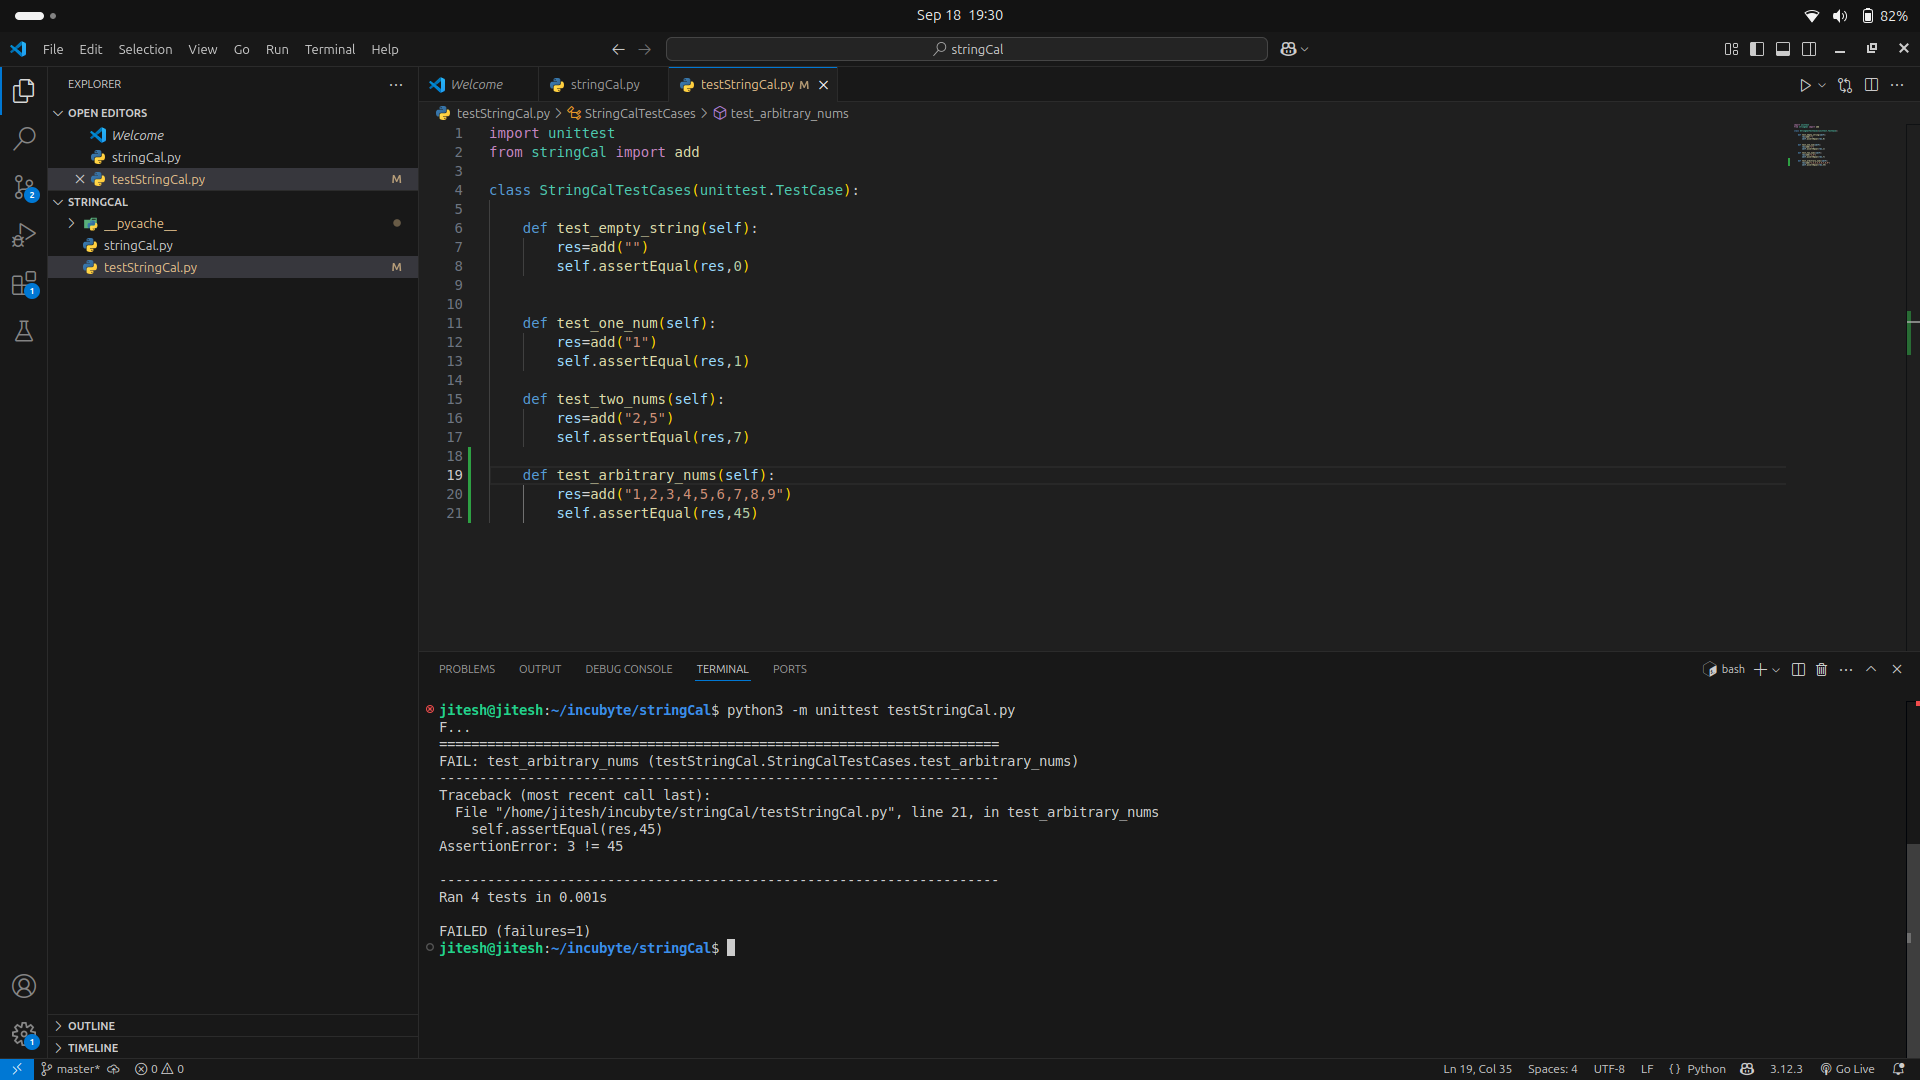 Sep 18 19:30
82%
File Edit Selection View Go Run Terminal Help
stringCal
EXPLORER
Welcome
stringCal.py
testStringCal.py M
OPEN EDITORS
Welcome
stringCal.py
testStringCal.py M
STRINGCAL
__pycache__
stringCal.py
testStringCal.py M
testStringCal.py > StringCalTestCases > test_arbitrary_nums
1 import unittest
2 from stringCal import add
3
4 class StringCalTestCases(unittest.TestCase):
5
6 def test_empty_string(self):
7 res=add("")
8 self.assertEqual(res,0)
9
10
11 def test_one_num(self):
12 res=add("1")
13 self.assertEqual(res,1)
14
15 def test_two_nums(self):
16 res=add("2,5")
17 self.assertEqual(res,7)
18
19 def test_arbitrary_nums(self):
20 res=add("1,2,3,4,5,6,7,8,9")
21 self.assertEqual(res,45)
2
1
PROBLEMS OUTPUT DEBUG CONSOLE TERMINAL PORTS
bash
jitesh@jitesh:~/incubyte/stringCal$ python3 -m unittest testStringCal.py
F...
======================================================================
FAIL: test_arbitrary_nums (testStringCal.StringCalTestCases.test_arbitrary_nums)
----------------------------------------------------------------------
Traceback (most recent call last):
File "/home/jitesh/incubyte/stringCal/testStringCal.py", line 21, in test_arbitrary_nums
self.assertEqual(res,45)
AssertionError: 3 != 45
----------------------------------------------------------------------
Ran 4 tests in 0.001s
FAILED (failures=1)
jitesh@jitesh:~/incubyte/stringCal$
OUTLINE
TIMELINE
1
master* 0 0
Ln 19, Col 35 Spaces: 4 UTF-8 LF {} Python 3.12.3 Go Live